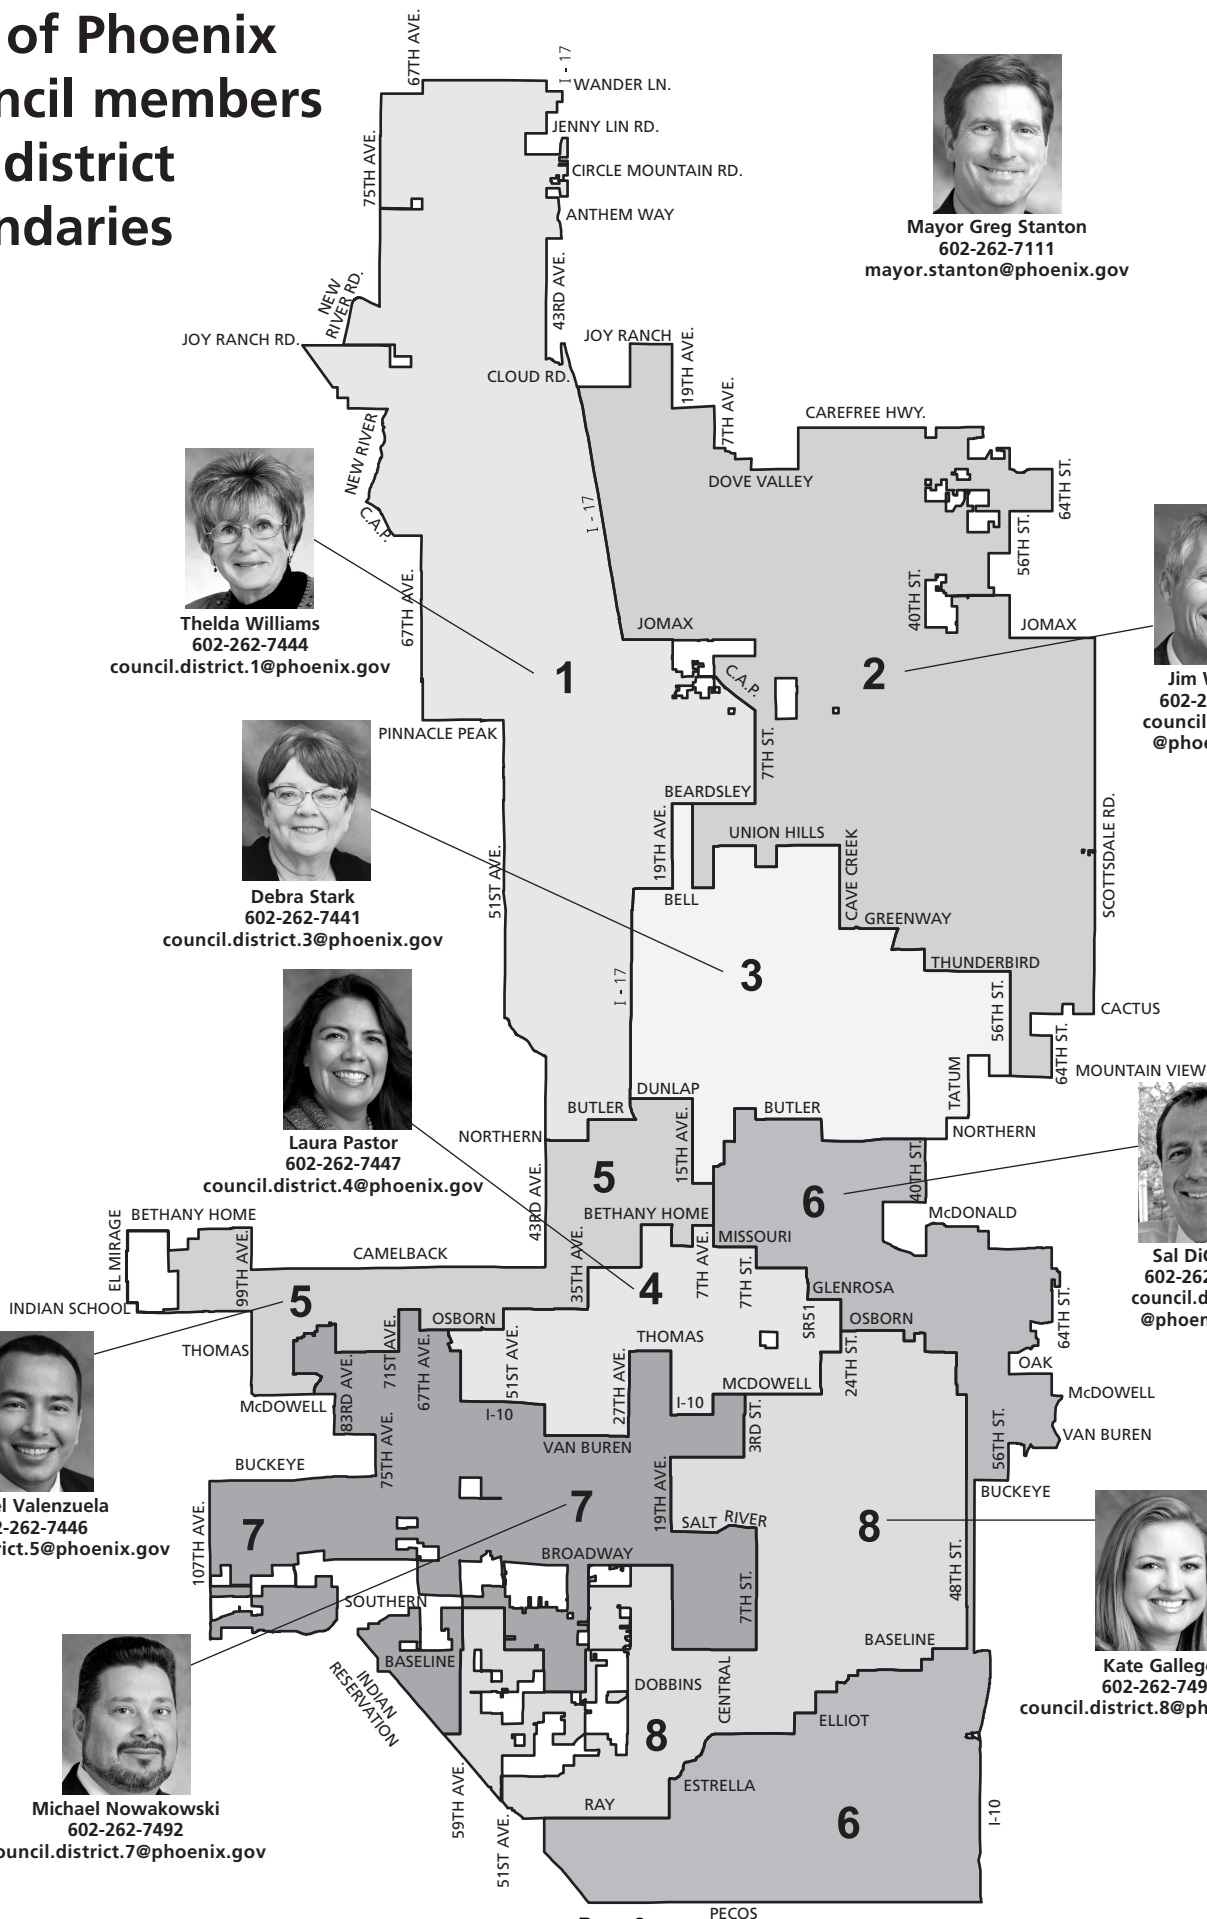 of Phoenix
ncil members
district
ndaries
Mayor Greg Stanton
602-262-7111
mayor.stanton@phoenix.gov
67TH AVE.
I - 17
WANDER LN.
JENNY LIN RD.
75TH AVE.
CIRCLE MOUNTAIN RD.
ANTHEM WAY
43RD AVE.
NEW
RIVER RD.
JOY RANCH RD.
JOY RANCH
19TH AVE.
CLOUD RD.
7TH AVE.
CAREFREE HWY.
NEW RIVER
DOVE VALLEY
64TH ST.
I - 17
C.A.P.
56TH ST.
67TH AVE.
40TH ST.
Thelda Williams
602-262-7444
council.district.1@phoenix.gov
JOMAX
JOMAX
1
2
C.A.P.
Jim
602-2
council
@phoe
PINNACLE PEAK
7TH ST.
BEARDSLEY
SCOTTSDALE RD.
19TH AVE.
UNION HILLS
CAVE CREEK
51ST AVE.
BELL
Debra Stark
602-262-7441
council.district.3@phoenix.gov
GREENWAY
THUNDERBIRD
3
I - 17
56TH ST.
CACTUS
64TH ST.
MOUNTAIN VIEW
TATUM
DUNLAP
BUTLER
BUTLER
NORTHERN
NORTHERN
15TH AVE.
Laura Pastor
602-262-7447
council.district.4@phoenix.gov
5
6
40TH ST.
43RD AVE.
BETHANY HOME
BETHANY HOME
McDONALD
EL MIRAGE
99TH AVE.
CAMELBACK
35TH AVE.
7TH AVE.
MISSOURI
7TH ST.
Sal DiC
602-262
council.d
@phoen
4
GLENROSA
5
INDIAN SCHOOL
OSBORN
SR51
OSBORN
64TH ST.
THOMAS
THOMAS
71ST AVE.
67TH AVE.
51ST AVE.
24TH ST.
OAK
83RD AVE.
27TH AVE.
MCDOWELL
McDOWELL
McDOWELL
I-10
I-10
3RD ST.
VAN BUREN
VAN BUREN
75TH AVE.
56TH ST.
BUCKEYE
BUCKEYE
el Valenzuela
2-262-7446
rict.5@phoenix.gov
107TH AVE.
7
7
19TH AVE.
SALT RIVER
8
BROADWAY
48TH ST.
7TH ST.
SOUTHERN
BASELINE
BASELINE
INDIAN
RESERVATION
DOBBINS
CENTRAL
Kate Galleg
602-262-749
council.district.8@ph
8
ELLIOT
ESTRELLA
RAY
59TH AVE.
51ST AVE.
6
I-10
Michael Nowakowski
602-262-7492
ouncil.district.7@phoenix.gov
PECOS